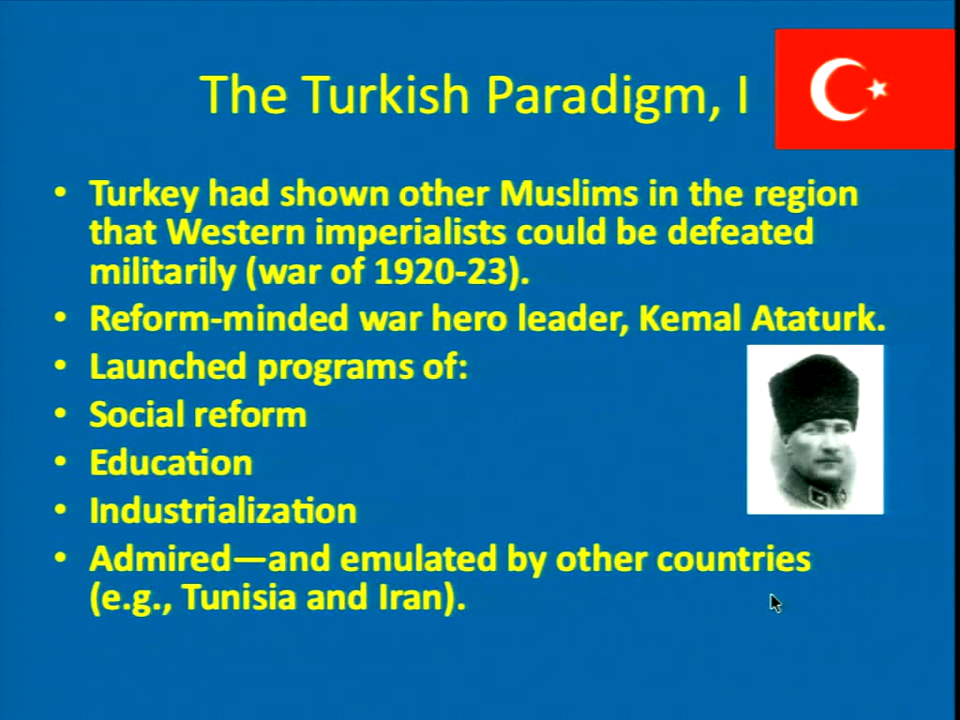 The Turkish Paradigm, I
• Turkey had shown other Muslims in the region
that Western imperialists could be defeated
militarily (war of 1920-23).
• Reform-minded war hero leader, Kemal Ataturk.
• Launched programs of:
• Social reform
• Education
• Industrialization
• Admired—and emulated by other countries
(e.g., Tunisia and Iran).